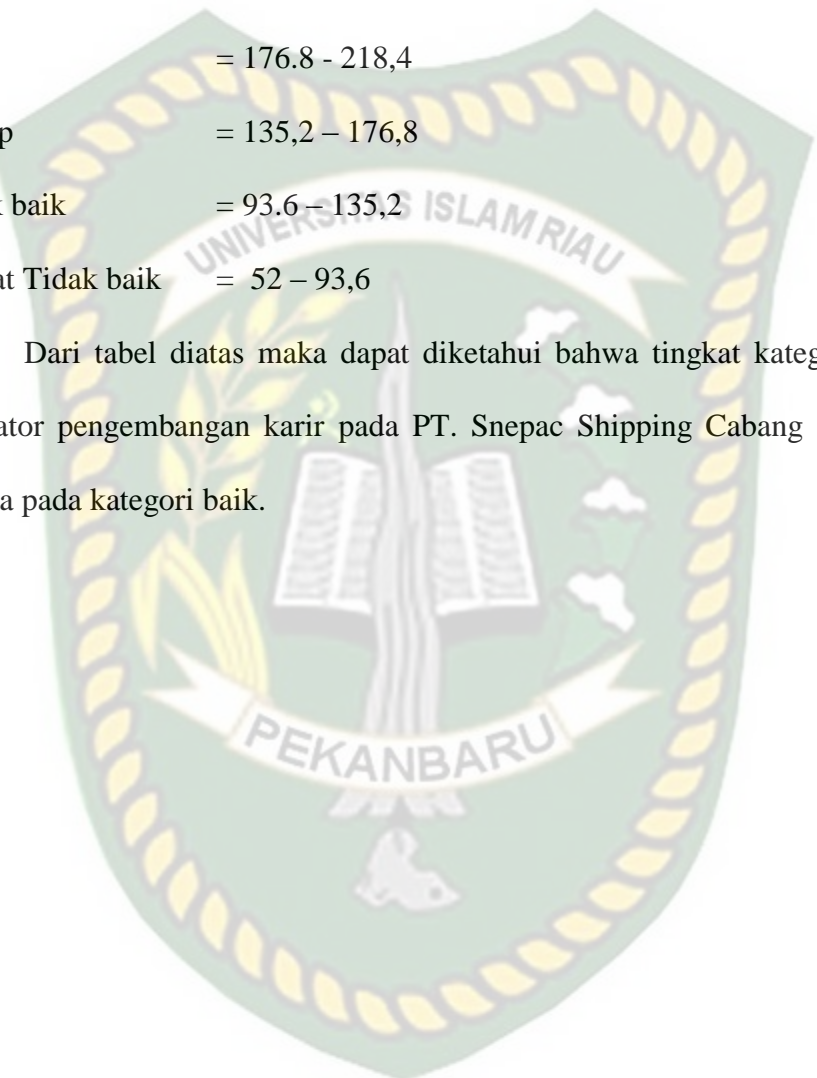 = 176.8 - 218,4
p = 135,2 – 176,8
k baik = 93.6 – 135,2
at Tidak baik = 52 – 93,6
Dari tabel diatas maka dapat diketahui bahwa tingkat kateg
ator pengembangan karir pada PT. Snepac Shipping Cabang
a pada kategori baik.
UNIVERSITAS ISLAM RIAU
PEKANBARU